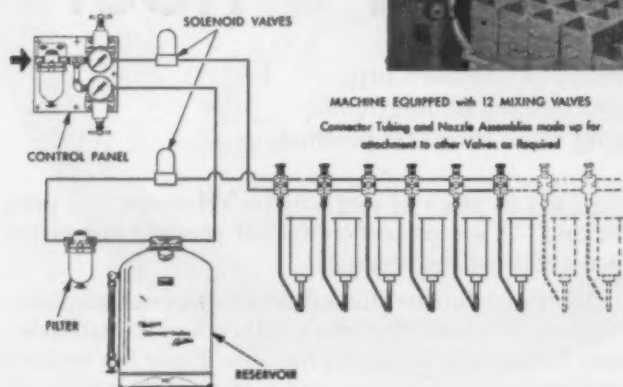 SOLENOID VALVES
MACHINE EQUIPPED with 12 MIXING VALVES
Connector Tubing and Nozzle Assemblies made up for
attachment to other Valves as Required
CONTROL PANEL
FILTER
RESERVOIR